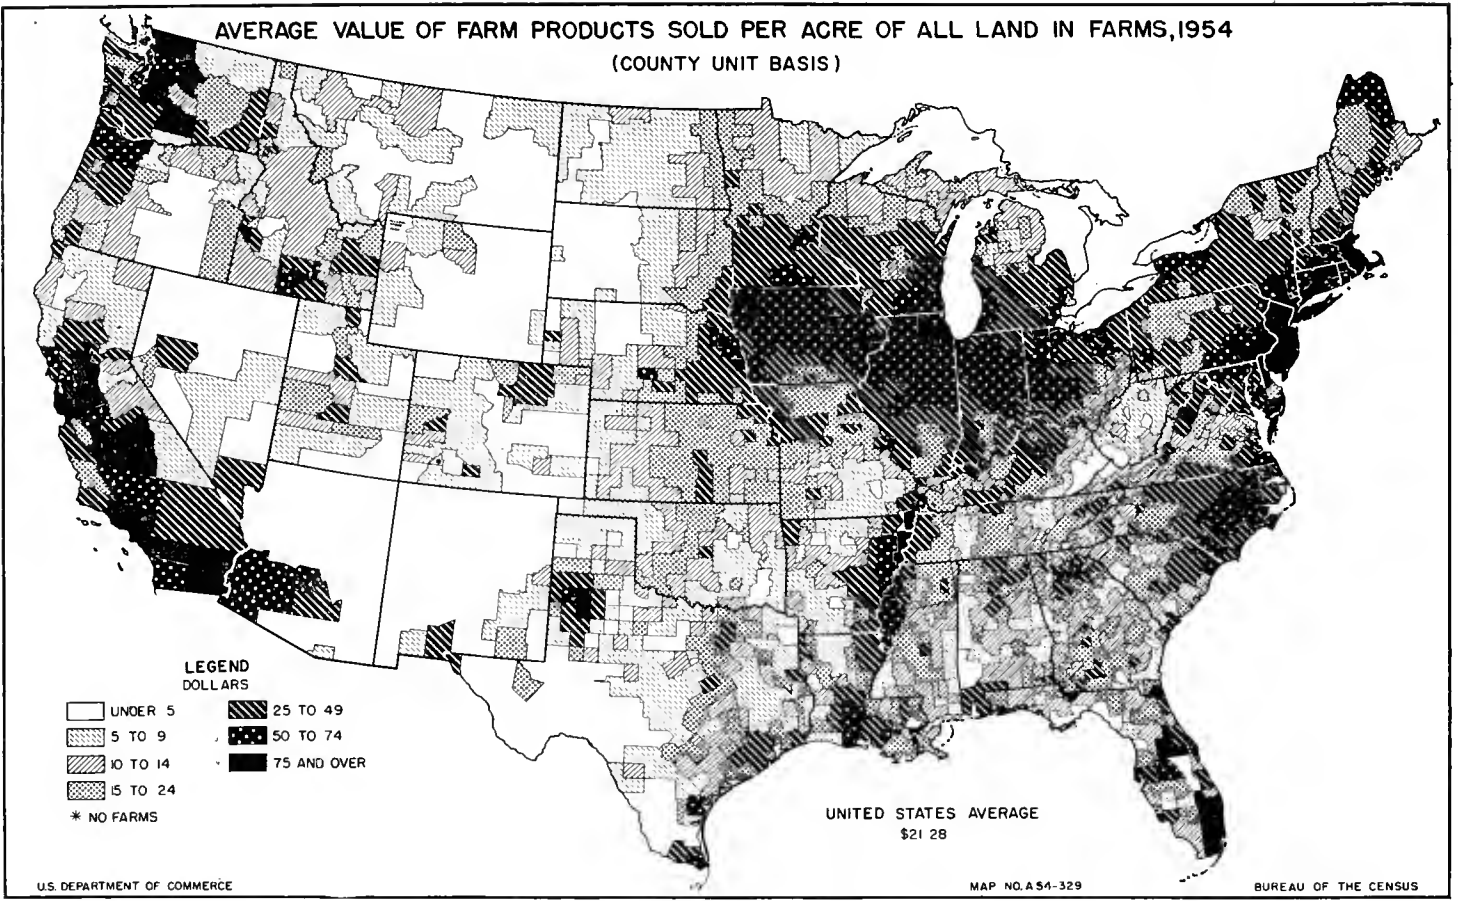 AVERAGE VALUE OF FARM PRODUCTS SOLD PER ACRE OF ALL LAND IN FARMS, 1954
(COUNTY UNIT BASIS)
LEGEND
DOLLARS
UNDER 5
5 TO 9
10 TO 14
15 TO 24
* NO FARMS
25 TO 49
50 TO 74
75 AND OVER
UNITED STATES AVERAGE
$21 28
U.S. DEPARTMENT OF COMMERCE
MAP NO. A54-329
BUREAU OF THE CENSUS